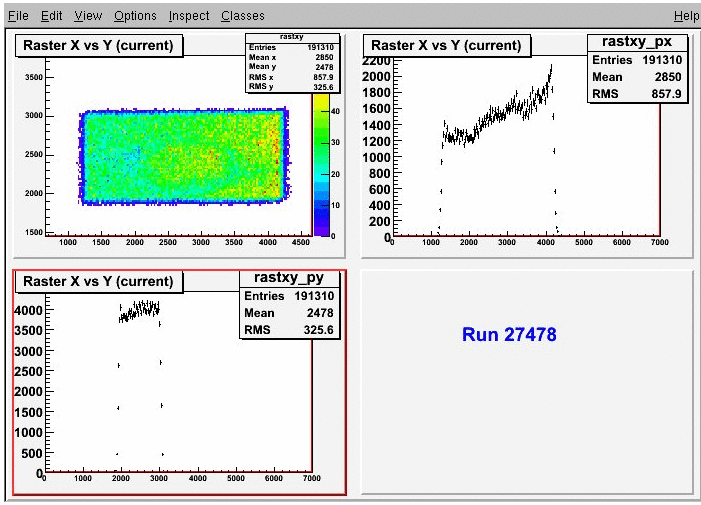 File Edit View Options Inspect Classes Help
Raster X vs Y (current)
rastxy
Entries 191310
Mean x 2850
Mean y 2478
RMS x 857.9
RMS y 325.6
3500
3000
2500
2000
1500
1000 1500 2000 2500 3000 3500 4000 4500
40
30
20
10
0
Raster X vs Y (current)
rastxy_px
Entries 191310
Mean 2850
RMS 857.9
2200
2000
1800
1600
1400
1200
1000
800
600
400
200
0
0 1000 2000 3000 4000 5000 6000 7000
Raster X vs Y (current)
rastxy_py
Entries 191310
Mean 2478
RMS 325.6
4000
3500
3000
2500
2000
1500
1000
500
0
0 1000 2000 3000 4000 5000 6000 7000
Run 27478